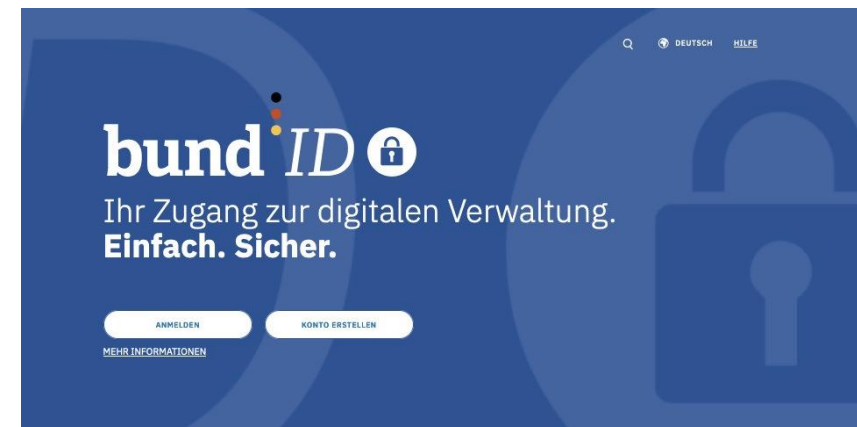 DEUTSCH HILFE
bund ID
Ihr Zugang zur digitalen Verwaltung.
Einfach. Sicher.
ANMELDEN KONTO ERSTELLEN
MEHR INFORMATIONEN